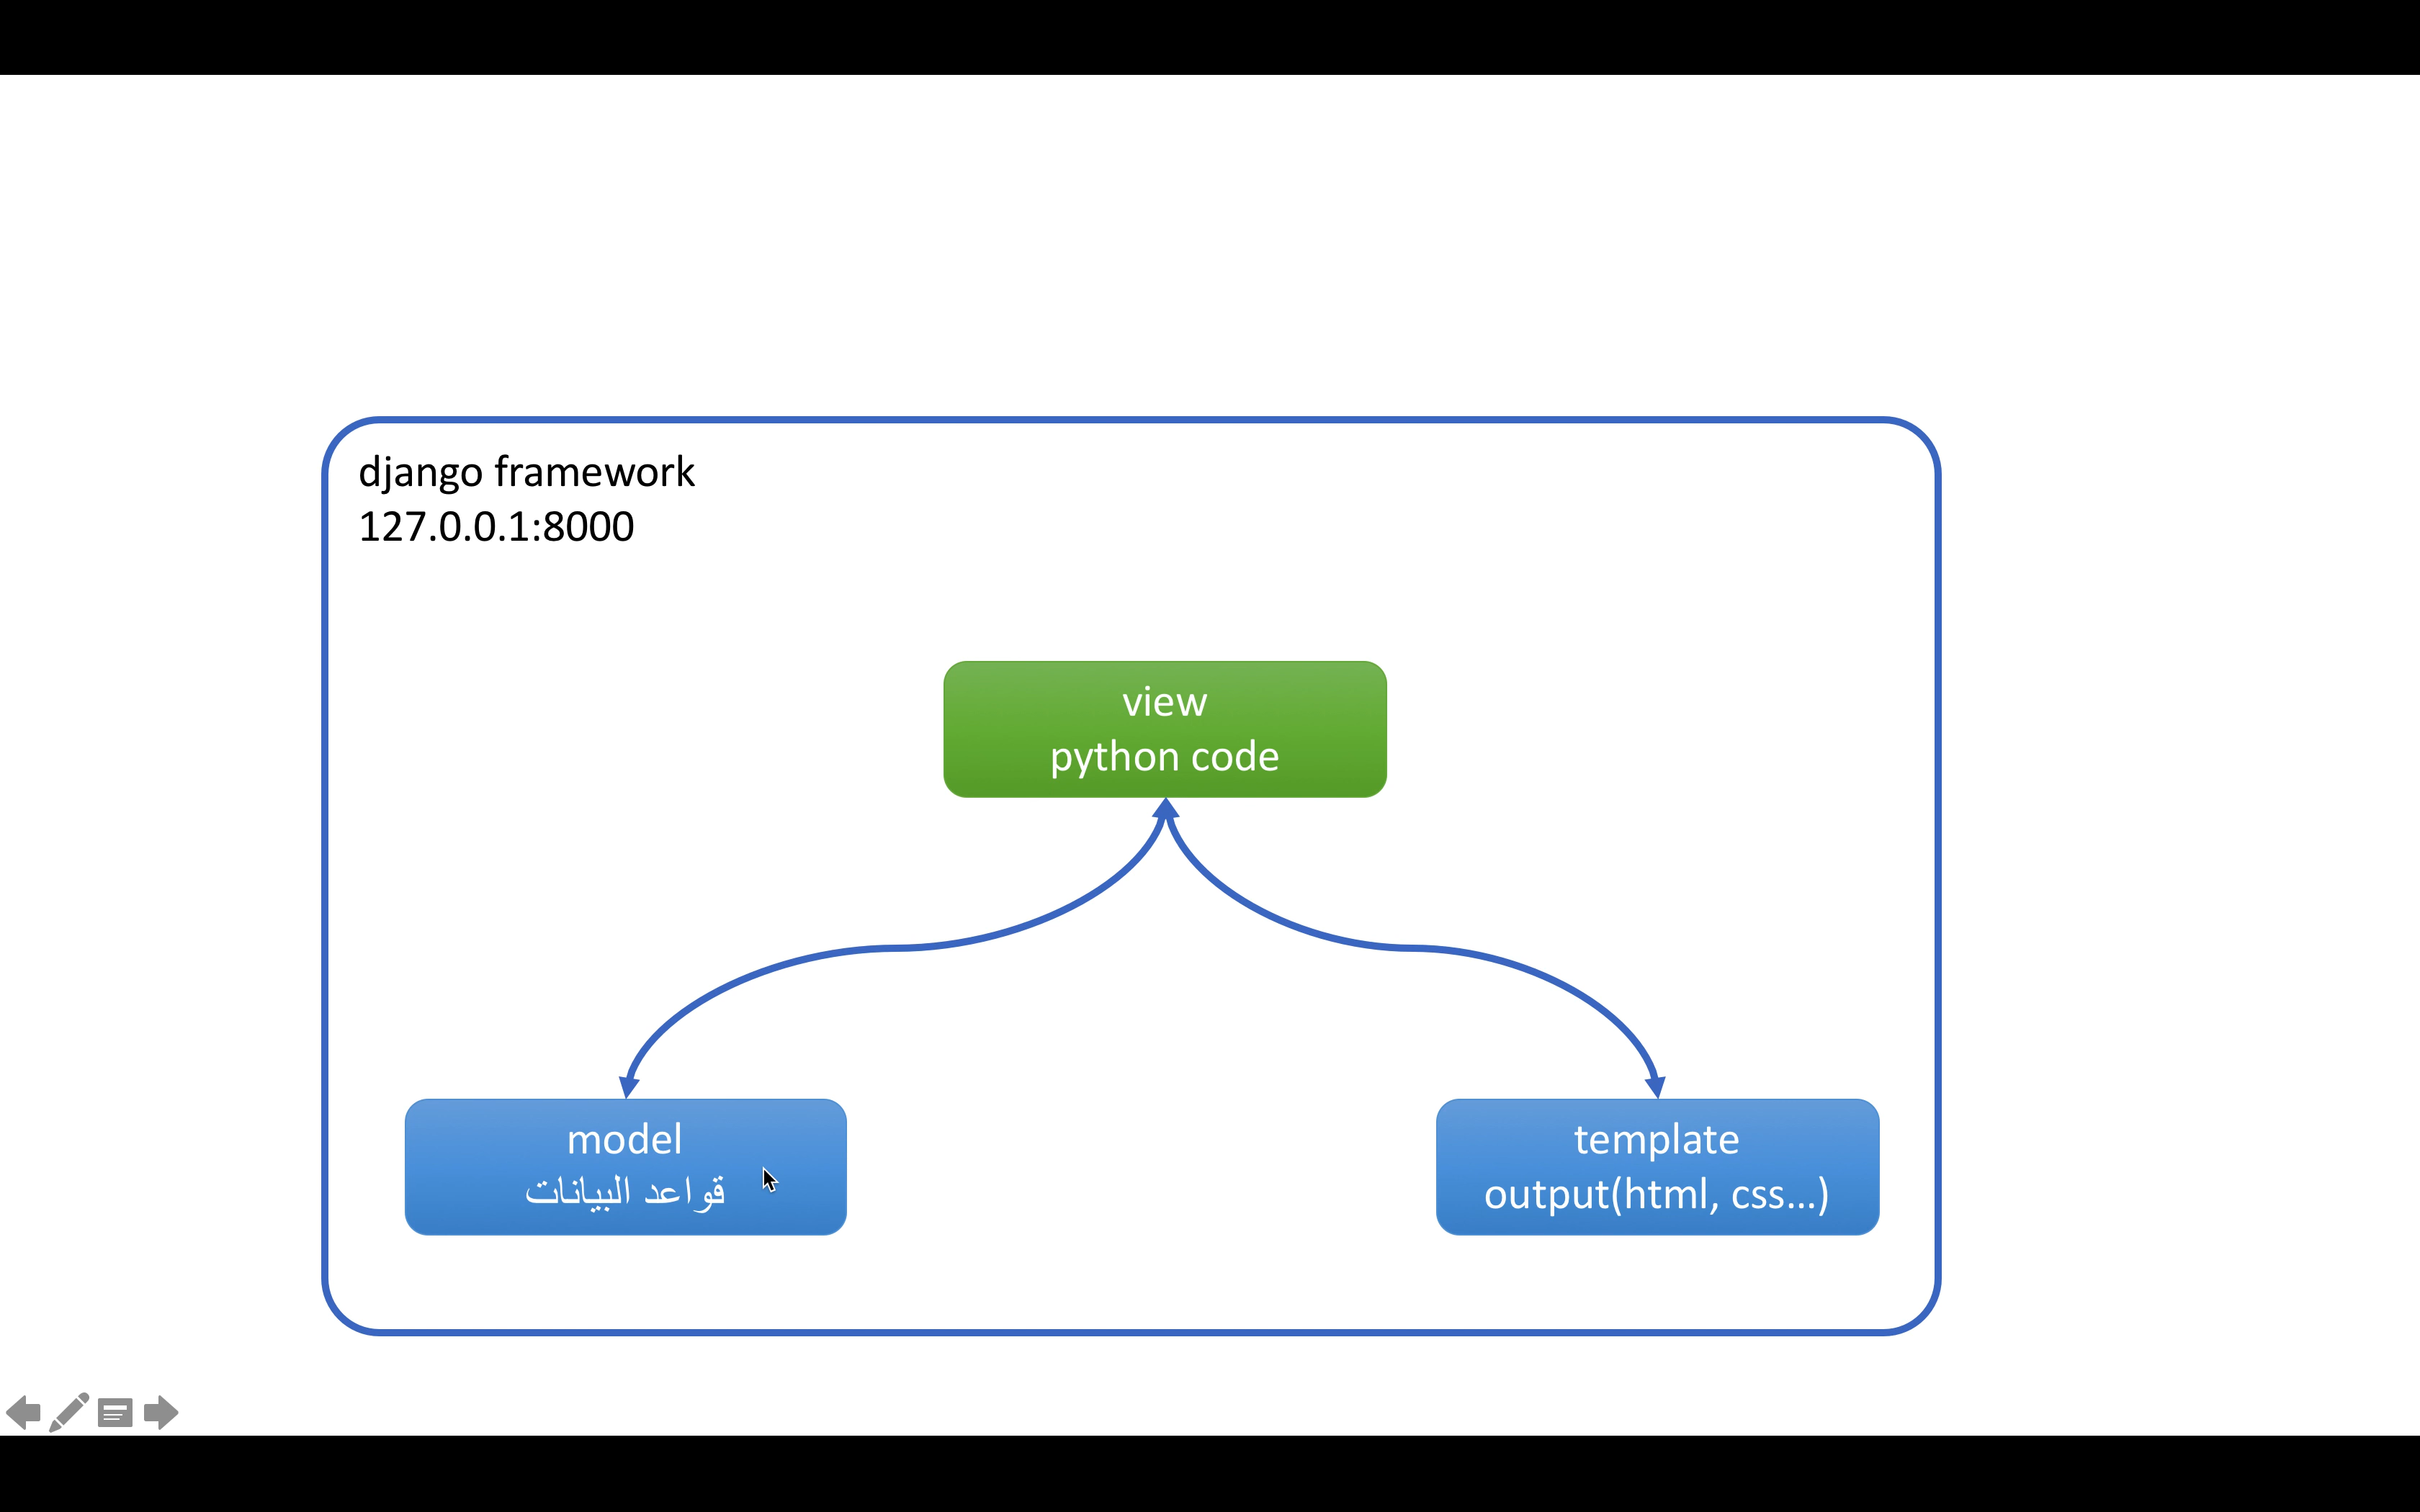 django framework
127.0.0.1:8000
view
python code
model
قواعد البيانات
template
output(html, css...)